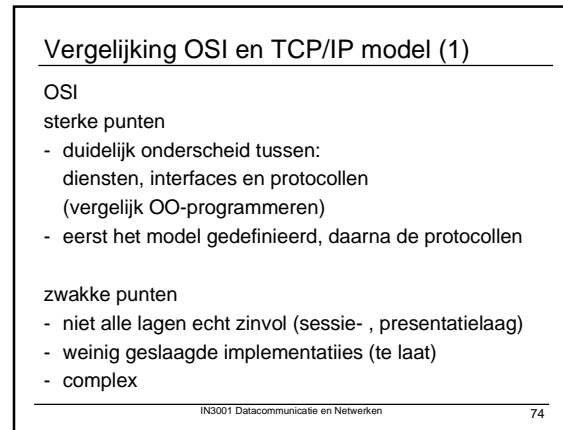 Vergelijking OSI en TCP/IP model (1)
OSI
sterke punten
- duidelijk onderscheid tussen:
diensten, interfaces en protocollen
(vergelijk OO-programmeren)
- eerst het model gedefinieerd, daarna de protocollen
zwakke punten
- niet alle lagen echt zinvol (sessie- , presentatielaag)
- weinig geslaagde implementatiies (te laat)
- complex
IN3001 Datacommunicatie en Netwerken
74